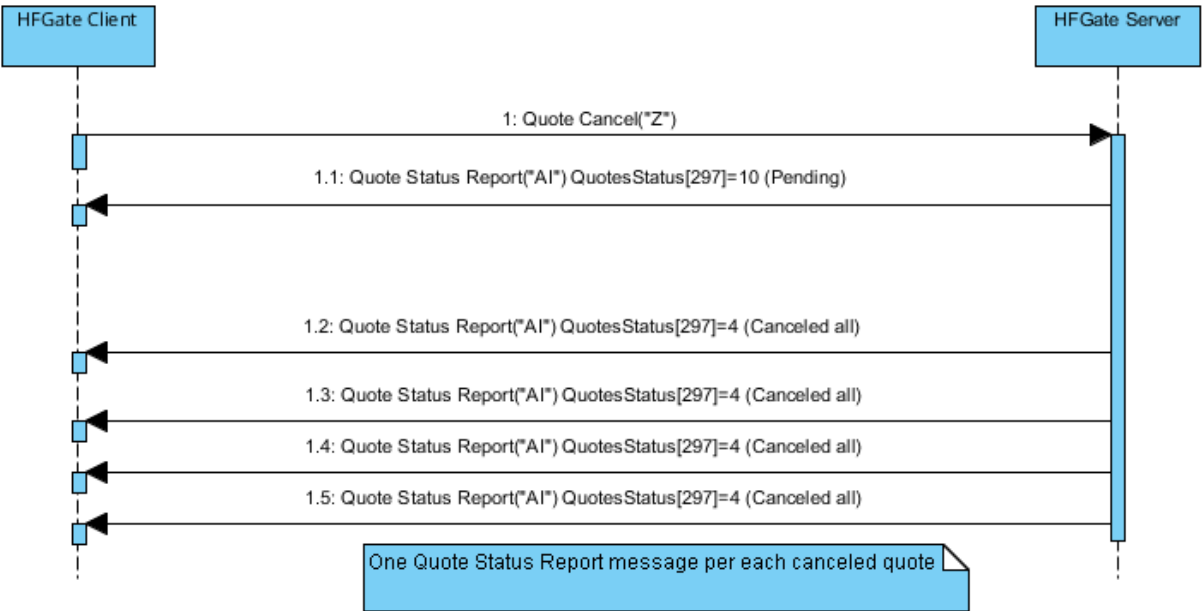 HFGate Client
HFGate Server
1: Quote Cancel("Z")
1.1: Quote Status Report("AI") QuotesStatus[297]=10 (Pending)
1.2: Quote Status Report("AI") QuotesStatus[297]=4 (Canceled all)
1.3: Quote Status Report("AI") QuotesStatus[297]=4 (Canceled all)
1.4: Quote Status Report("AI") QuotesStatus[297]=4 (Canceled all)
1.5: Quote Status Report("AI") QuotesStatus[297]=4 (Canceled all)
One Quote Status Report message per each canceled quote